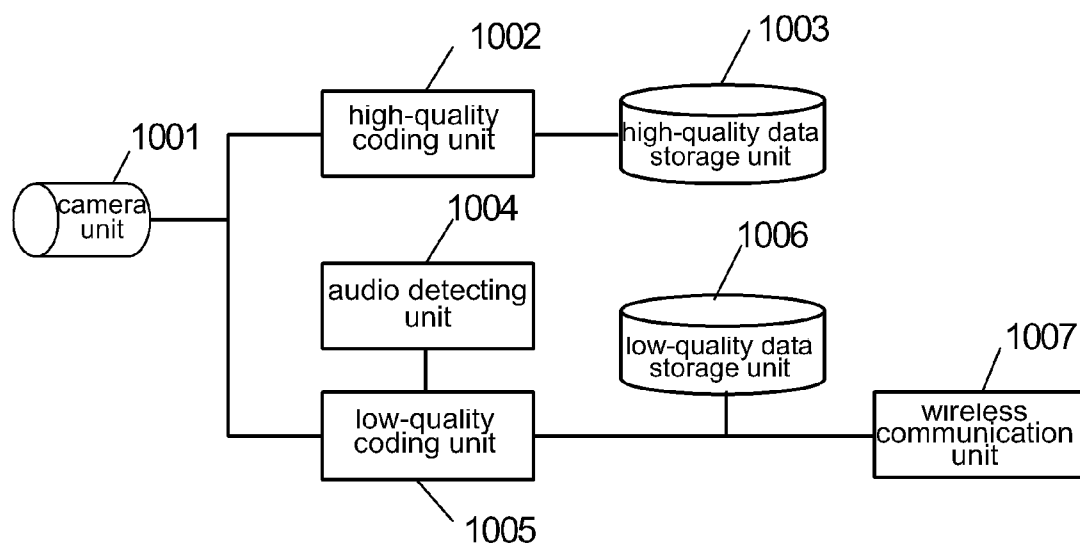 1002
1003
high-quality
coding unit
high-quality data
storage unit
1001
camera
unit
1004
audio detecting
unit
1006
low-quality data
storage unit
1007
low-quality
coding unit
wireless
communication
unit
1005